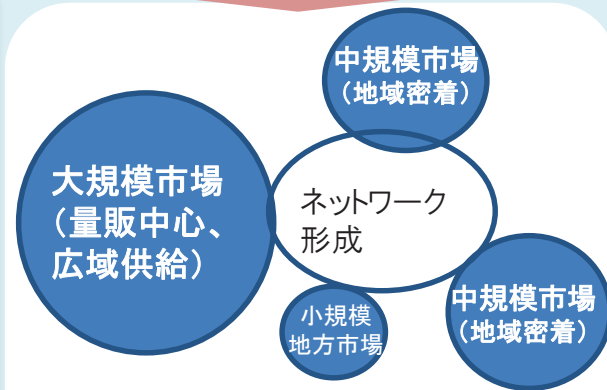 中規模市場
（地域密着）
大規模市場
（量販中心、
広域供給）
ネットワーク
形成
中規模市場
（地域密着）
小規模
地方市場